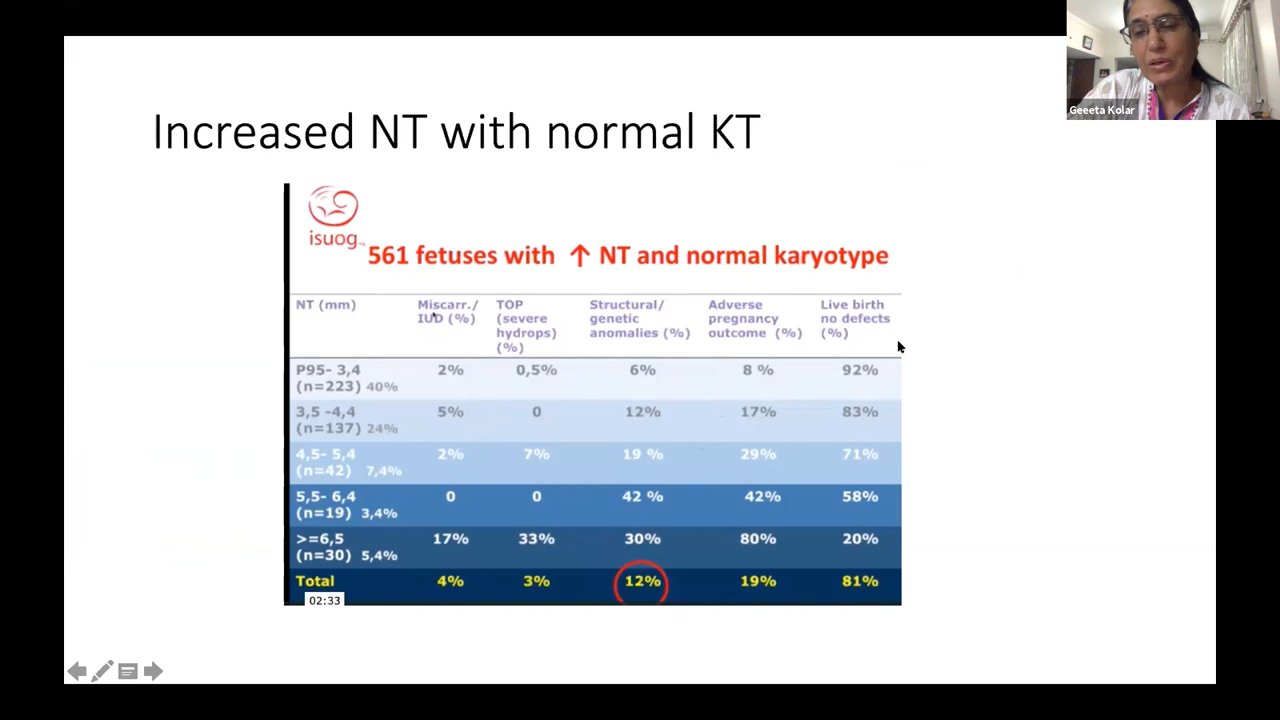 Geeeta Kolar
Increased NT with normal KT
isuog
561 fetuses with ↑ NT and normal karyotype
NT (mm) Miscarr./ IUD (%) TOP (severe hydrops) (%) Structural/ genetic anomalies (%) Adverse pregnancy outcome (%) Live birth no defects (%)
P95- 3,4 2% 0,5% 6% 8 % 92%
(n=223) 40%
3,5 -4,4 5% 0 12% 17% 83%
(n=137) 24%
4,5- 5,4 2% 7% 19 % 29% 71%
(n=42) 7,4%
5,5- 6,4 0 0 42 % 42% 58%
(n=19) 3,4%
>=6,5 17% 33% 30% 80% 20%
(n=30) 5,4%
Total 4% 3% 12% 19% 81%
02:33